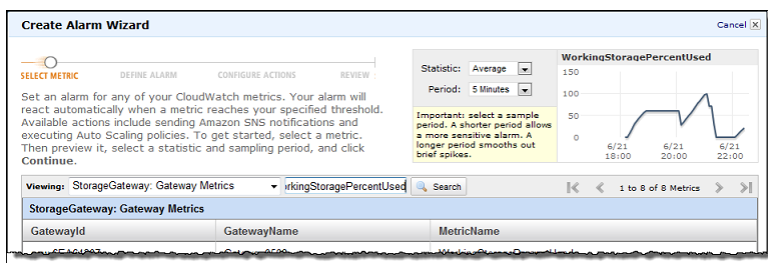 Create Alarm Wizard
Cancel
SELECT METRIC
DEFINE ALARM
CONFIGURE ACTIONS
REVIEW
Set an alarm for any of your CloudWatch metrics. Your alarm will
react automatically when a metric reaches your specified threshold.
Available actions include sending Amazon SNS notifications and
executing Auto Scaling policies. To get started, select a metric.
Then preview it, select a statistic and sampling period, and click
Continue.
Statistic: Average
Period: 5 Minutes
Important: select a sample
period. A shorter period allows
a more sensitive alarm. A
longer period smooths out
brief spikes.
WorkingStoragePercentUsed
150
100
50
0
6/21
18:00
6/21
20:00
6/21
22:00
Viewing: StorageGateway: Gateway Metrics
rkingStoragePercentUsed
Search
1 to 8 of 8 Metrics
StorageGateway: Gateway Metrics
GatewayId
GatewayName
MetricName